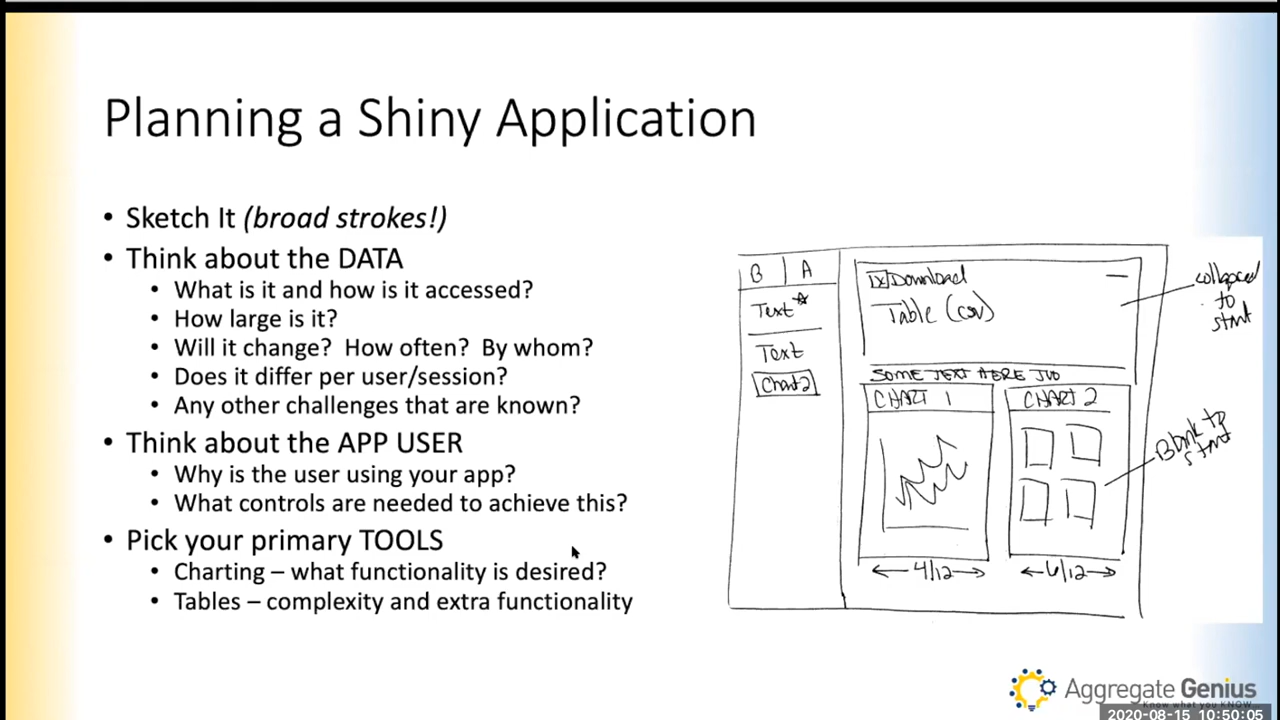 Planning a Shiny Application
• Sketch It (broad strokes!)
• Think about the DATA
• What is it and how is it accessed?
• How large is it?
• Will it change?  How often?  By whom?
• Does it differ per user/session?
• Any other challenges that are known?
• Think about the APP USER
• Why is the user using your app?
• What controls are needed to achieve this?
• Pick your primary TOOLS
• Charting – what functionality is desired?
• Tables – complexity and extra functionality
B A
Text*
Text
Chart2
Download
Table (csv)
collapsed
to
start
SOME TEXT HERE
CHART 1
CHART 2
Blank to
start
4/12
6/12
Aggregate Genius
Know what you KNOW
2020-08-15 10:50:05